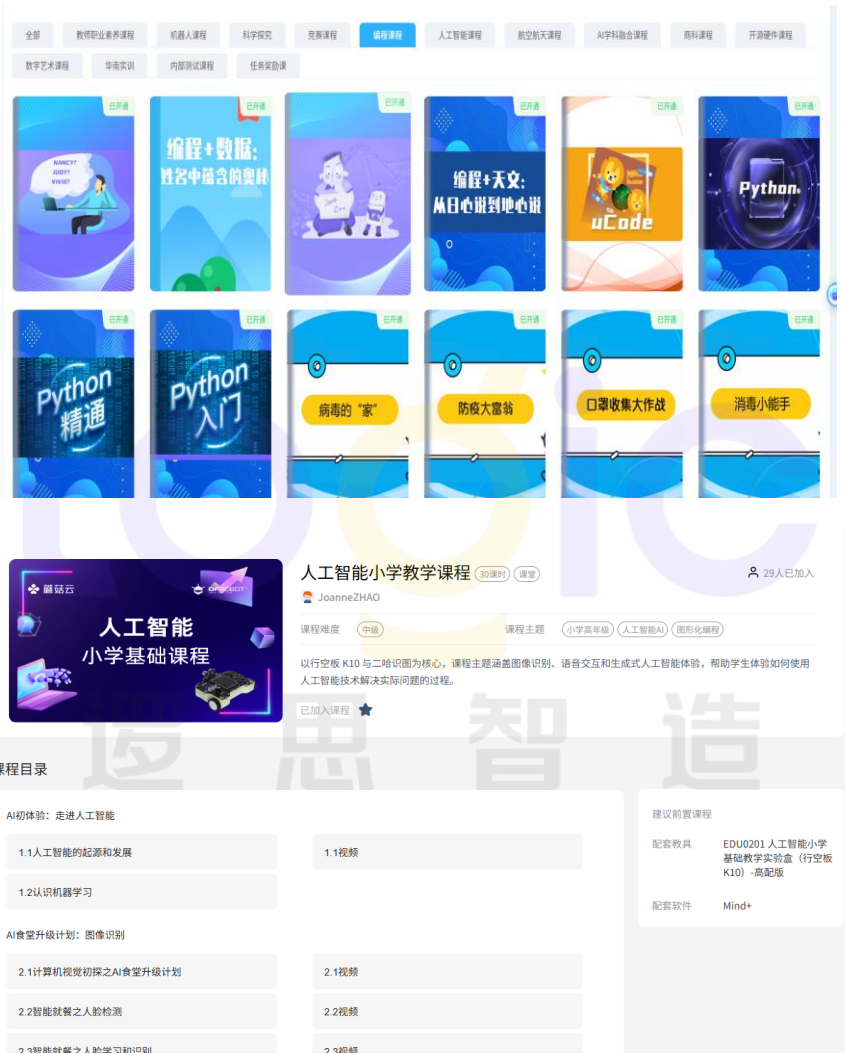 全部 教师职业素养课程 机器人课程 科学探究 竞赛课程 编程课程 人工智能课程 航空航天课程 AI学科融合课程 商科课程 开源硬件课程
数字艺术课程 华南实训 内部测试课程 任务奖励课
已开通 已开通 已开通 已开通 已开通 已开通
NANCY?
JUDY?
VIVIE?
编程+数据:
姓名中蕴含的奥秘
Java
C++
编程+天文:
从日心说到地心说
uCode
Python
已开通 已开通 已开通 已开通 已开通 已开通
Python
精通
Python
入门
病毒的“家”
防疫大富翁
口罩收集大作战
消毒小能手
logic
逻思智造
蘑菇云
DFROBOT
人工智能
小学基础课程
人工智能小学教学课程 30课时 课堂
29人已加入
JoanneZHAO
课程难度 中级 课程主题 小学高年级 人工智能AI 图形化编程
以行空板 K10 与二哈识图为核心，课程主题涵盖图像识别、语音交互和生成式人工智能体验，帮助学生体验如何使用
人工智能技术解决实际问题的过程。
已加入课程
课程目录
AI初体验：走进人工智能
1.1人工智能的起源和发展 1.1视频
1.2认识机器学习
AI食堂升级计划：图像识别
2.1计算机视觉初探之AI食堂升级计划 2.1视频
2.2智能就餐之人脸检测 2.2视频
2.3智能就餐之人脸学习和识别 2.3视频
建议前置课程
配套教具 EDU0201 人工智能小学
基础教学实验盒（行空板
K10）-高配版
配套软件 Mind+